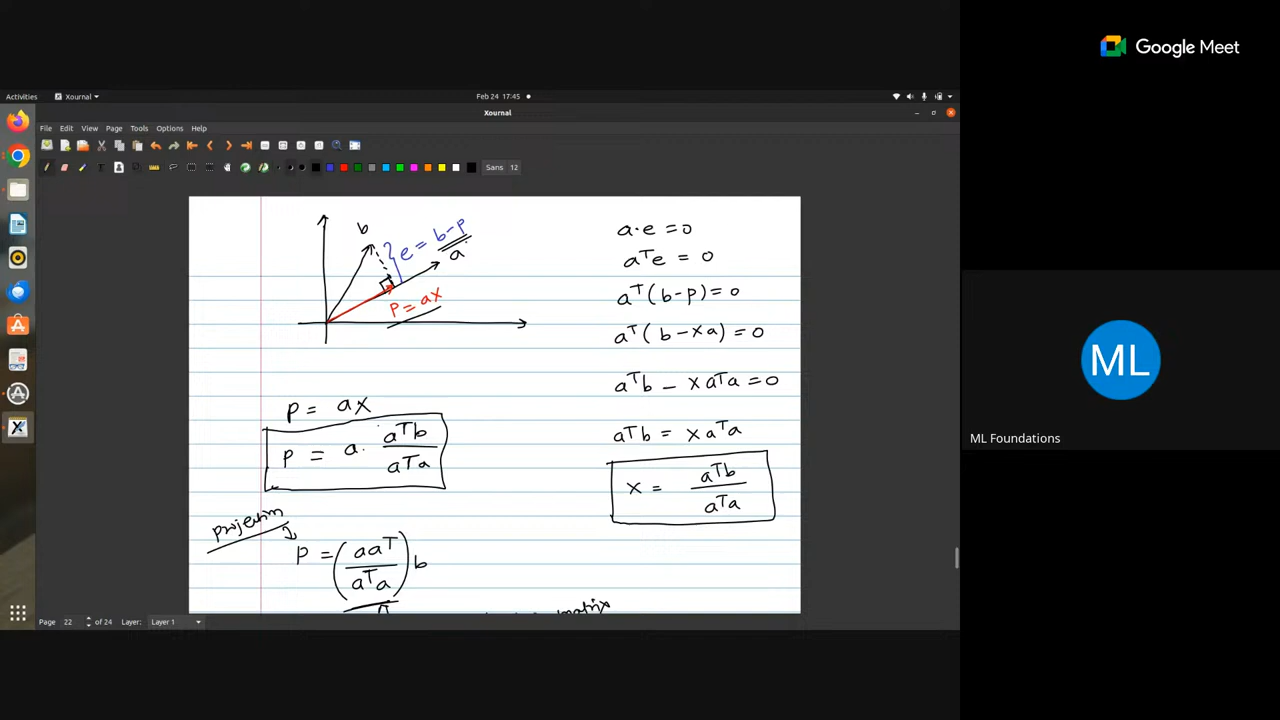 Google Meet
Activities
Xournal
Feb 24 17:45
Xournal
File Edit View Page Tools Options Help
Sans 12
b
e = b-p
a
p = ax
a·e = 0
aᵀe = 0
aᵀ(b-p) = 0
aᵀ(b-xa) = 0
aᵀb - xaᵀa = 0
aᵀb = xaᵀa
x = aᵀb
aᵀa
p = ax
p = a. aᵀb
aᵀa
projection
p = (aaᵀ) b
aᵀa
matrix
Page 22 of 24 Layer: Layer 1
ML
ML Foundations